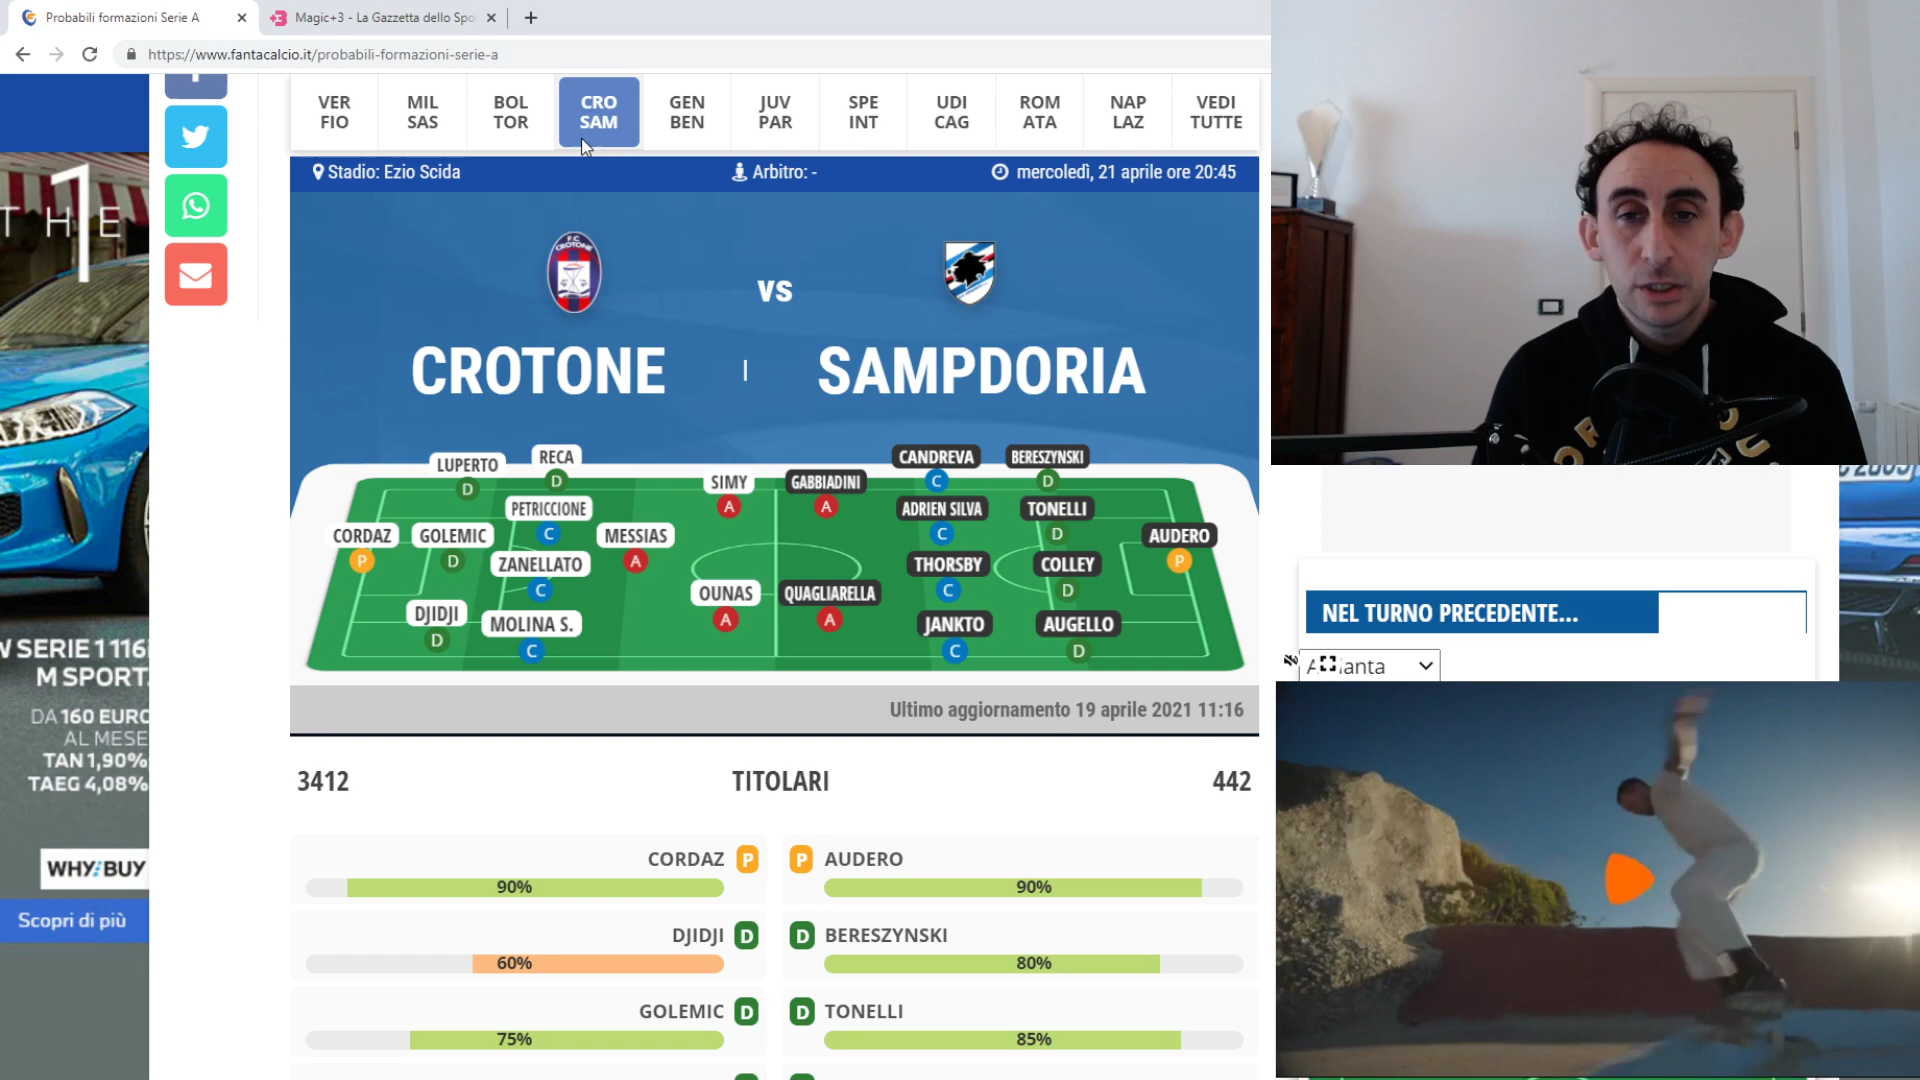 Probabili formazioni Serie A
Magic+3 - La Gazzetta dello Spo
https://www.fantacalcio.it/probabili-formazioni-serie-a
VER FIO
MIL SAS
BOL TOR
CRO SAM
GEN BEN
JUV PAR
SPE INT
UDI CAG
ROM ATA
NAP LAZ
VEDI TUTTE
Stadio: Ezio Scida
Arbitro: -
mercoledì, 21 aprile ore 20:45
THE 1
F.C. CROTONE
VS
CROTONE
SAMPDORIA
LUPERTO D
RECA D
SIMY A
GABBIADINI A
CANDREVA C
BERESZYNSKI D
PETRICCIONE C
ADRIEN SILVA C
TONELLI D
CORDAZ P
GOLEMIC D
MESSIAS A
AUDERO P
ZANELLATO C
THORSBY C
COLLEY D
OUNAS A
QUAGLIARELLA A
DJIDJI D
MOLINA S. C
JANKTO C
AUGELLO D
Ultimo aggiornamento 19 aprile 2021 11:16
3412
TITOLARI
442
CORDAZ P
90%
P AUDERO
90%
DJIDJI D
60%
D BERESZYNSKI
80%
GOLEMIC D
75%
D TONELLI
85%
SERIE 1 116
M SPORT.
DA 160 EURO
AL MESE
TAN 1,90%
TAEG 4,08%
WHY BUY
Scopri di più
NEL TURNO PRECEDENTE...